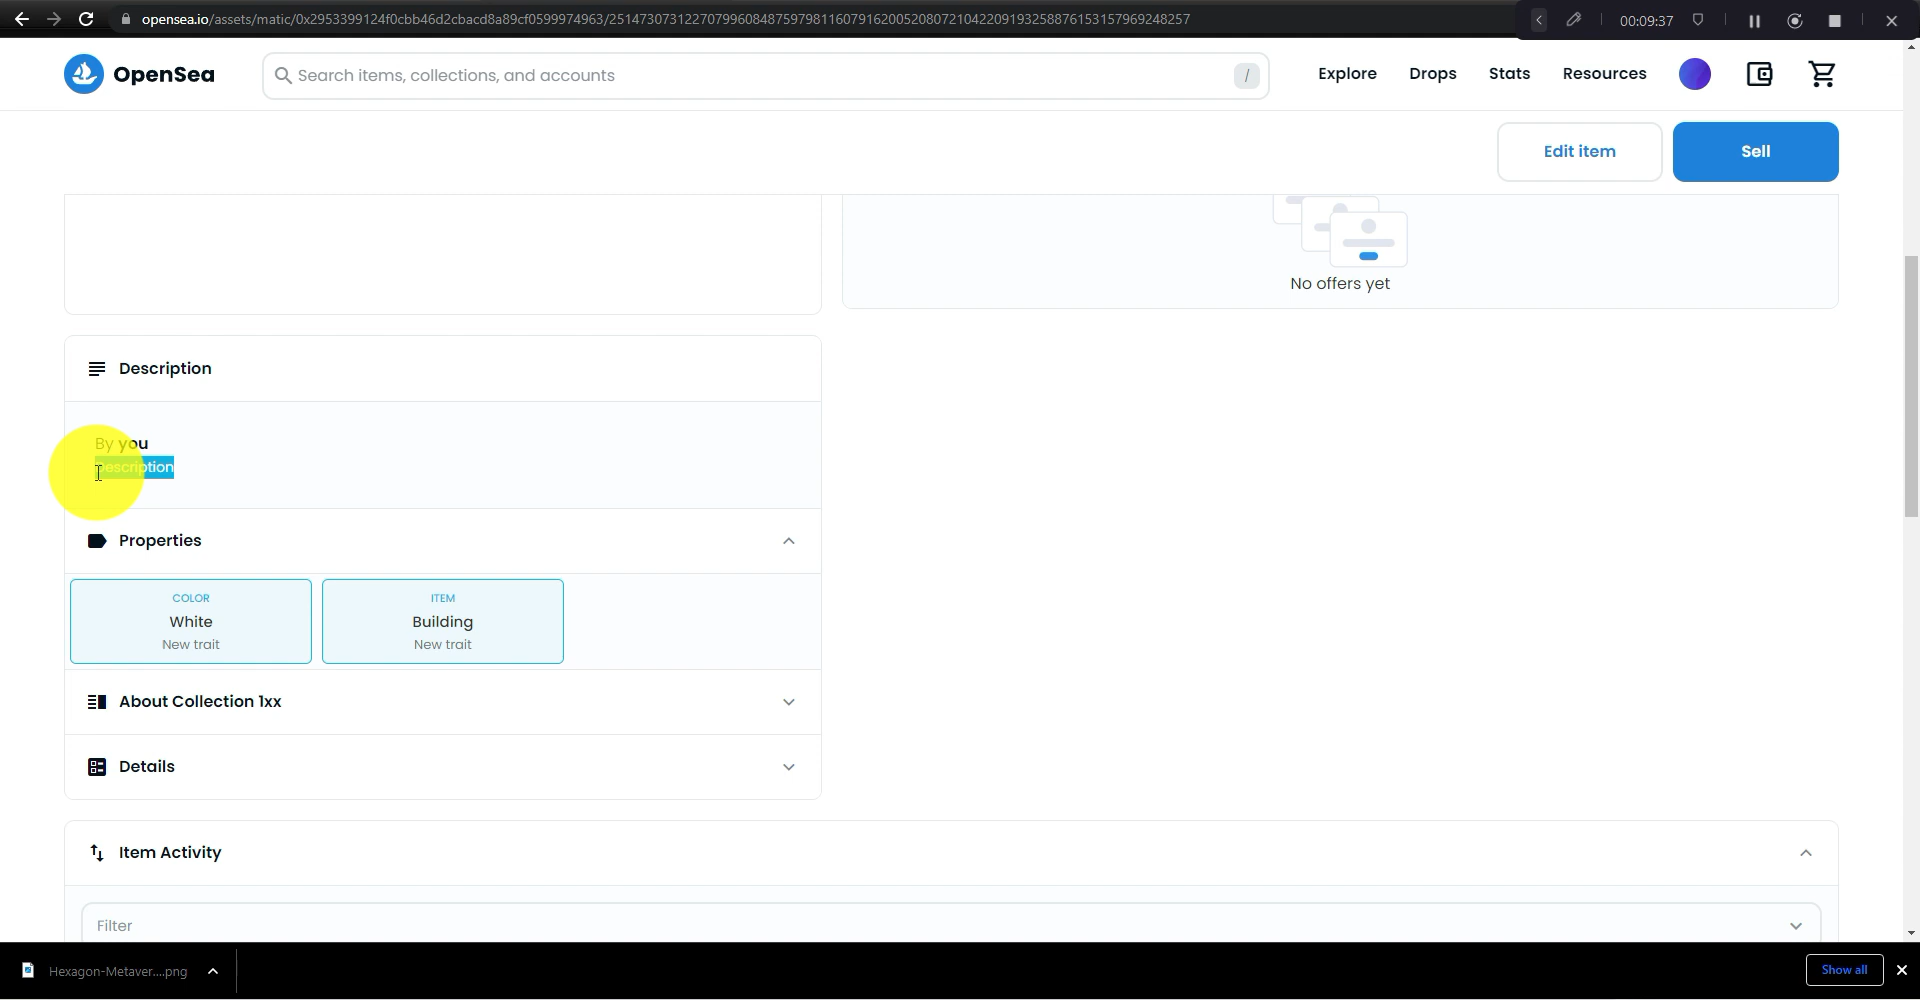 opensea.io/assets/matic/0x2953399124f0cbb46d2cbacd8a89cf0599974963/25147307312270799608487597981160791620052080721042209193258876153157969248257
00:09:37
OpenSea
Search items, collections, and accounts
/
Explore
Drops
Stats
Resources
Edit item
Sell
No offers yet
Description
By you
Description
Properties
COLOR
White
New trait
ITEM
Building
New trait
About Collection 1xx
Details
Item Activity
Filter
Hexagon-Metaver....png
Show all